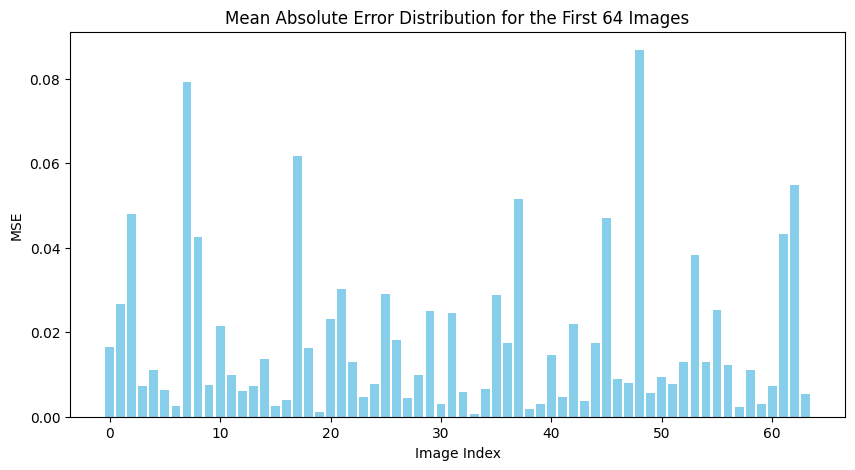 Mean Absolute Error Distribution for the First 64 Images
0.08
0.06
0.04
0.02
0.00
MSE
0 10 20 30 40 50 60
Image Index